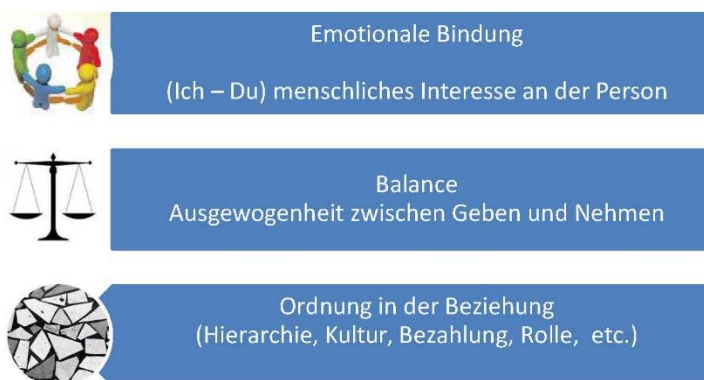 Emotionale Bindung
(Ich – Du) menschliches Interesse an der Person
Balance
Ausgewogenheit zwischen Geben und Nehmen
Ordnung in der Beziehung
(Hierarchie, Kultur, Bezahlung, Rolle, etc.)